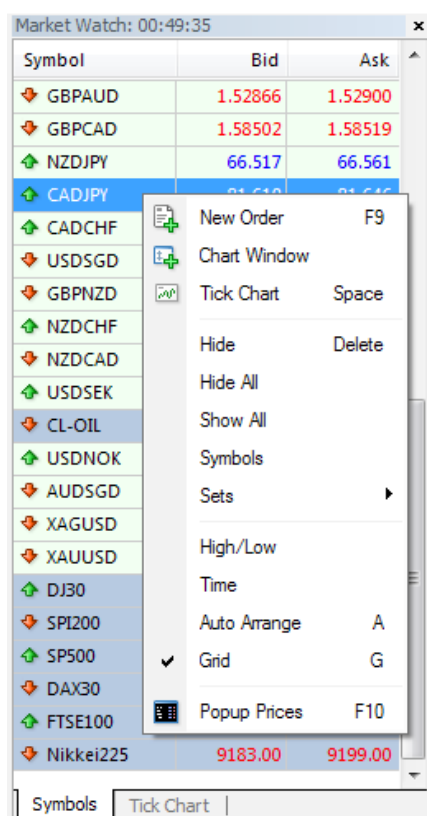 Market Watch: 00:49:35
Symbol Bid Ask
GBPAUD 1.52866 1.52900
GBPCAD 1.58502 1.58519
NZDJPY 66.517 66.561
CADJPY
CADCHF
USDSGD
GBPNZD
NZDCHF
NZDCAD
USDSEK
CL-OIL
USDNOK
AUDSGD
XAGUSD
XAUUSD
DJ30
SPI200
SP500
DAX30
FTSE100
Nikkei225 9183.00 9199.00
New Order F9
Chart Window
Tick Chart Space
Hide Delete
Hide All
Show All
Symbols
Sets
High/Low
Time
Auto Arrange A
Grid G
Popup Prices F10
Symbols Tick Chart